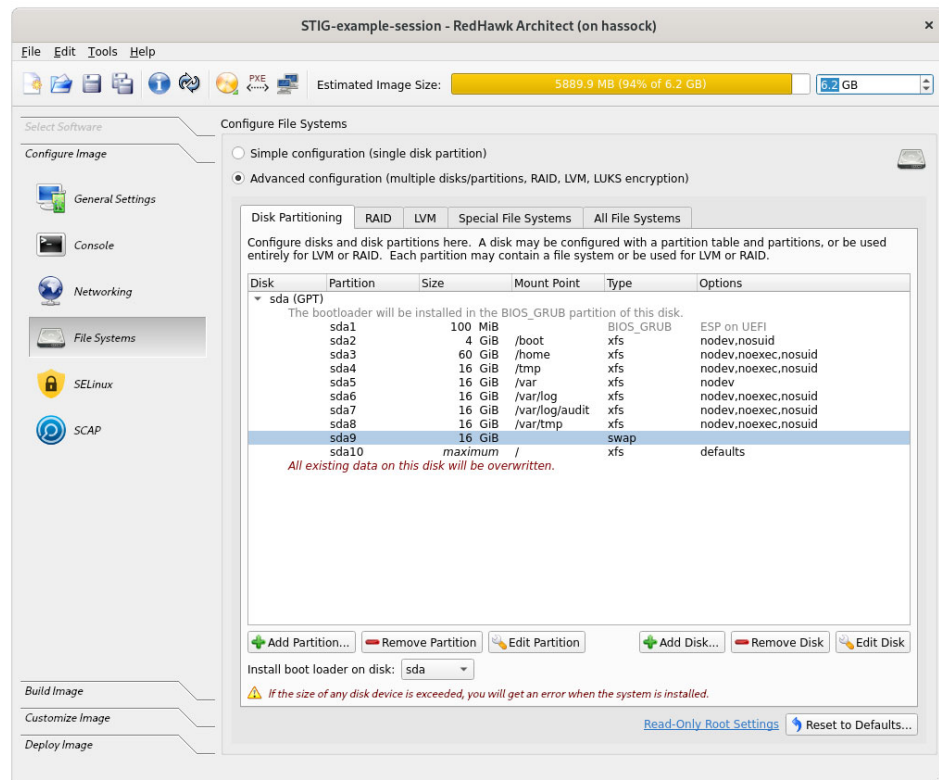 STIG-example-session - RedHawk Architect (on hassock)
File Edit Tools Help
PXE Estimated Image Size: 5889.9 MB (94% of 6.2 GB) 6.2 GB
Select Software
Configure Image
General Settings
Console
Networking
File Systems
SELinux
SCAP
Build Image
Customize Image
Deploy Image
Configure File Systems
Simple configuration (single disk partition)
Advanced configuration (multiple disks/partitions, RAID, LVM, LUKS encryption)
Disk Partitioning RAID LVM Special File Systems All File Systems
Configure disks and disk partitions here. A disk may be configured with a partition table and partitions, or be used
entirely for LVM or RAID. Each partition may contain a file system or be used for LVM or RAID.
Disk Partition Size Mount Point Type Options
sda (GPT)
The bootloader will be installed in the BIOS_GRUB partition of this disk.
sda1 100 MiB BIOS_GRUB ESP on UEFI
sda2 4 GiB /boot xfs nodev,nosuid
sda3 60 GiB /home xfs nodev,noexec,nosuid
sda4 16 GiB /tmp xfs nodev,noexec,nosuid
sda5 16 GiB /var xfs nodev
sda6 16 GiB /var/log xfs nodev,noexec,nosuid
sda7 16 GiB /var/log/audit xfs nodev,noexec,nosuid
sda8 16 GiB /var/tmp xfs nodev,noexec,nosuid
sda9 16 GiB swap
sda10 maximum / xfs defaults
All existing data on this disk will be overwritten.
Add Partition... Remove Partition Edit Partition Add Disk... Remove Disk Edit Disk
Install boot loader on disk: sda
If the size of any disk device is exceeded, you will get an error when the system is installed.
Read-Only Root Settings Reset to Defaults...